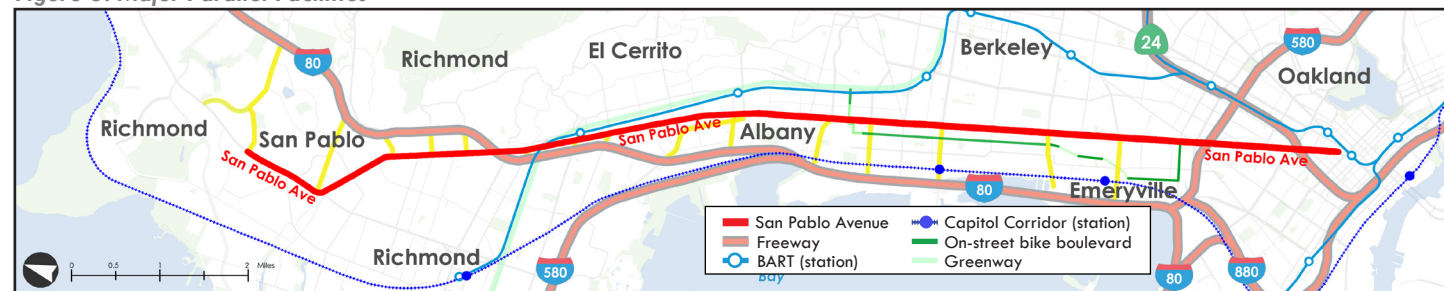 Figure 3: Major Parallel Facilities
80
Richmond
El Cerrito
Berkeley
24
580
Oakland
Richmond
San Pablo
San Pablo Ave
Albany
San Pablo Ave
San Pablo Ave
Emeryville
80
Richmond
580
80
880
San Pablo Avenue
Freeway
BART (station)
Capitol Corridor (station)
On-street bike boulevard
Greenway
Bay
0 0.5 1 2 Miles